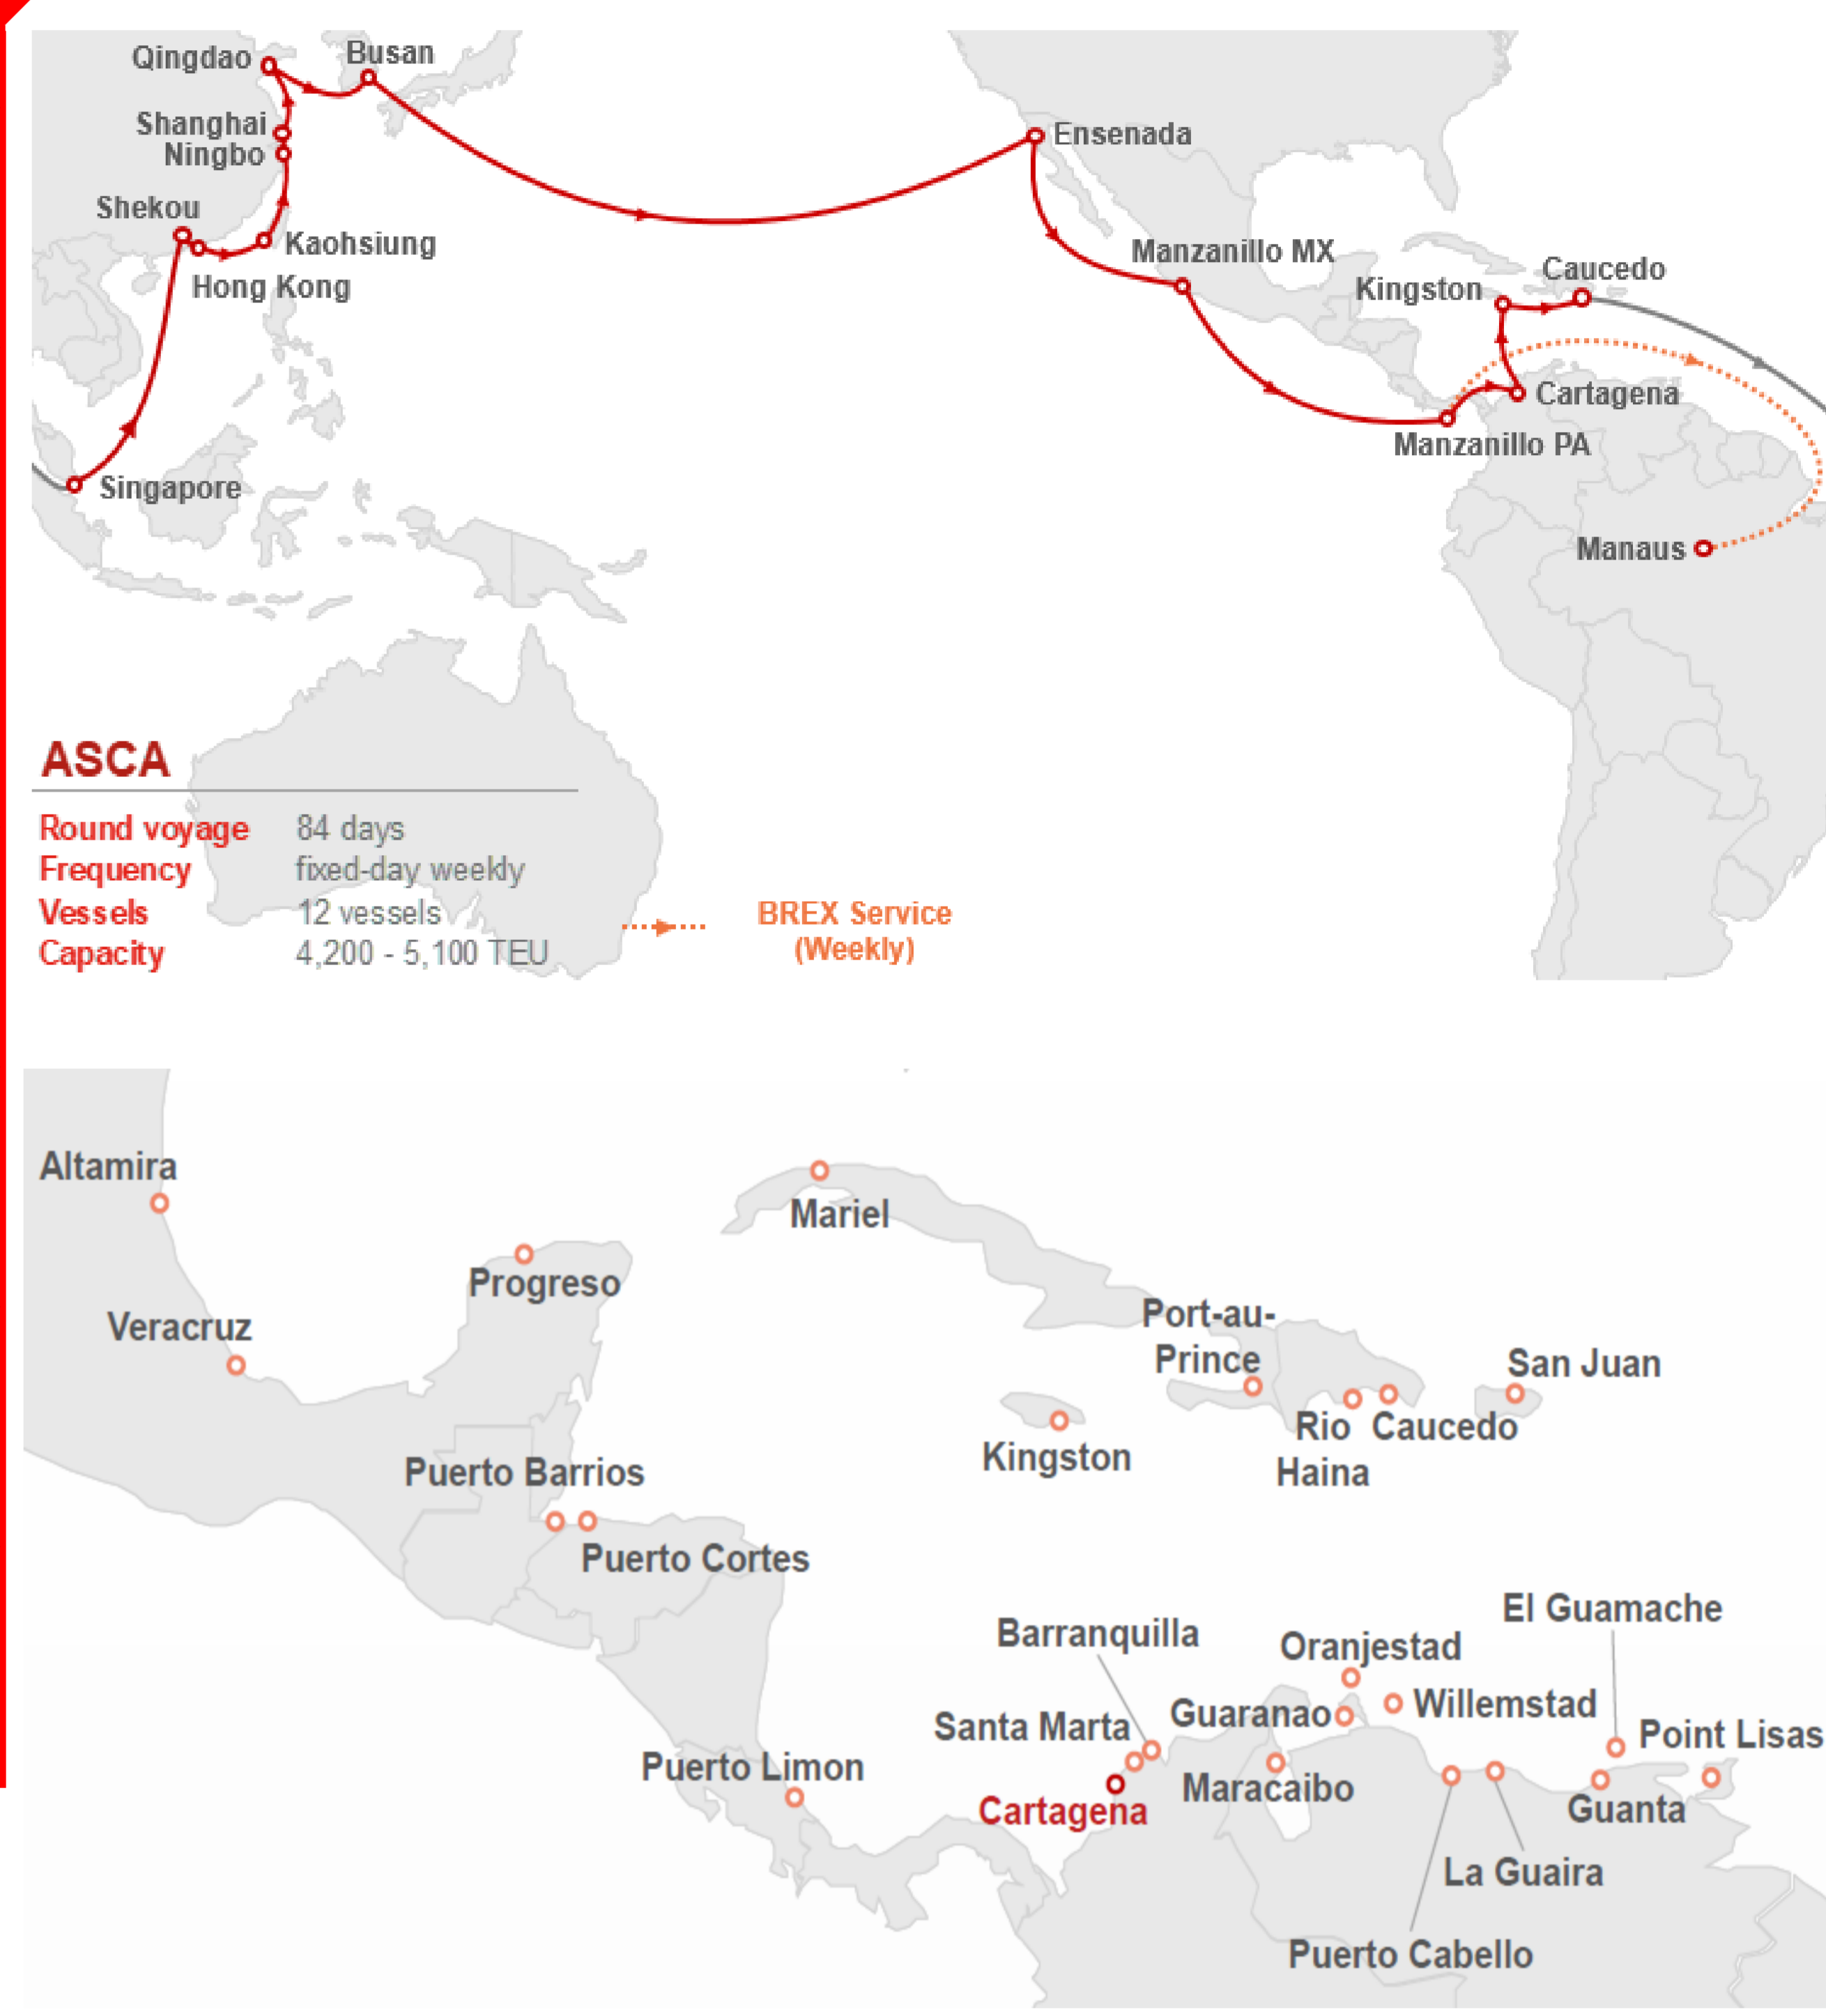 Qingdao
Busan
Shanghai
Ningbo
Ensenada
Shekou
Kaohsiung
Hong Kong
Manzanillo MX
Kingston
Caucedo
Cartagena
Manzanillo PA
Singapore
Manaus
ASCA
Round voyage 84 days
Frequency fixed-day weekly
Vessels 12 vessels
Capacity 4,200 - 5,100 TEU
BREX Service
(Weekly)
Altamira
Mariel
Progreso
Veracruz
Port-au-
Prince
San Juan
Rio
Haina
Caucedo
Kingston
Puerto Barrios
Puerto Cortes
El Guamache
Barranquilla
Oranjestad
Willemstad
Guaranao
Santa Marta
Point Lisas
Puerto Limon
Maracaibo
Cartagena
Guanta
La Guaira
Puerto Cabello